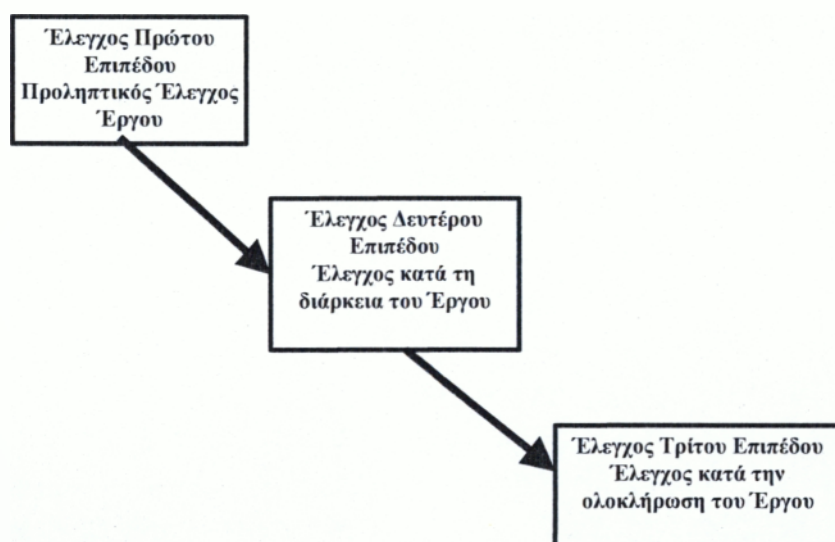 Έλεγχος Πρώτου
Επιπέδου
Προληπτικός Έλεγχος
Έργου
Έλεγχος Δευτέρου
Επιπέδου
Έλεγχος κατά τη
διάρκεια του Έργου
Έλεγχος Τρίτου Επιπέδου
Έλεγχος κατά την
ολοκλήρωση του Έργου